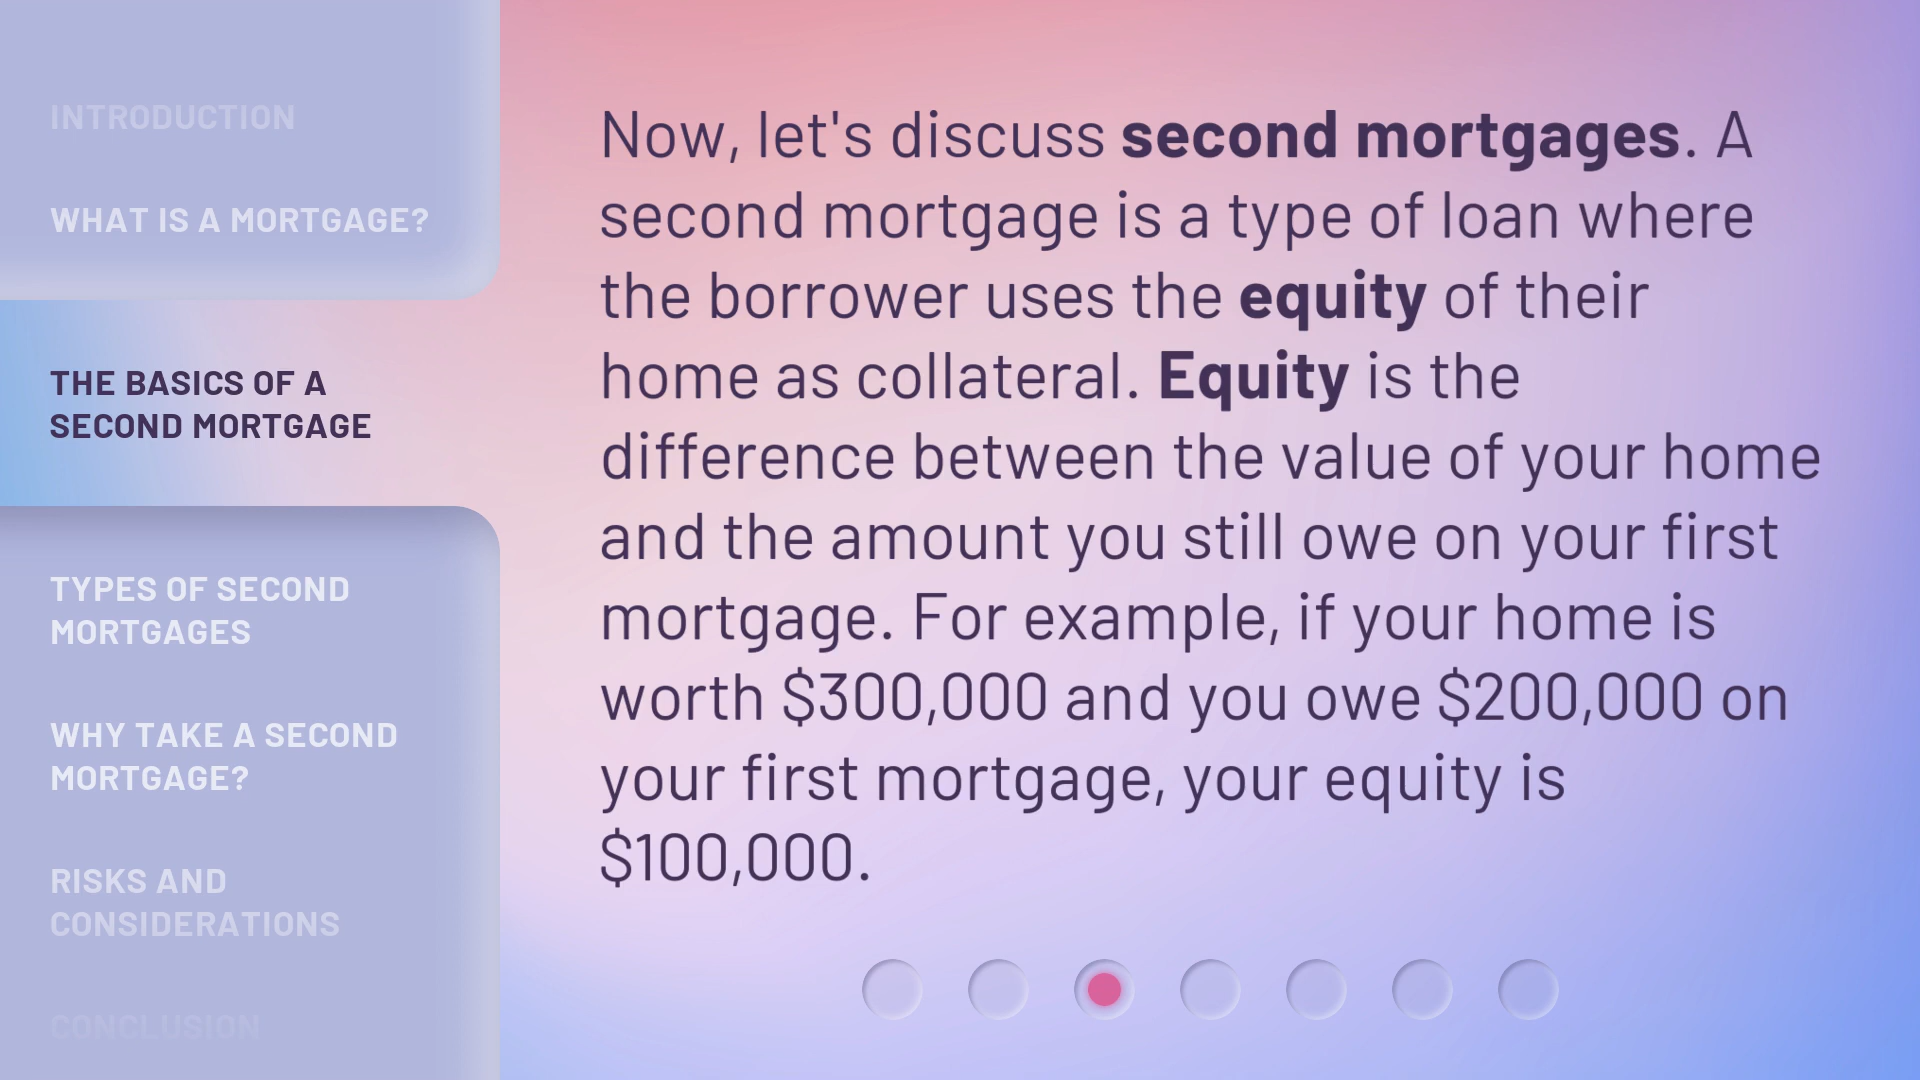 INTRODUCTION
WHAT IS A MORTGAGE?
THE BASICS OF A
SECOND MORTGAGE
TYPES OF SECOND
MORTGAGES
WHY TAKE A SECOND
MORTGAGE?
RISKS AND
CONSIDERATIONS
CONCLUSION
Now, let's discuss second mortgages. A
second mortgage is a type of loan where
the borrower uses the equity of their
home as collateral. Equity is the
difference between the value of your home
and the amount you still owe on your first
mortgage. For example, if your home is
worth $300,000 and you owe $200,000 on
your first mortgage, your equity is
$100,000.